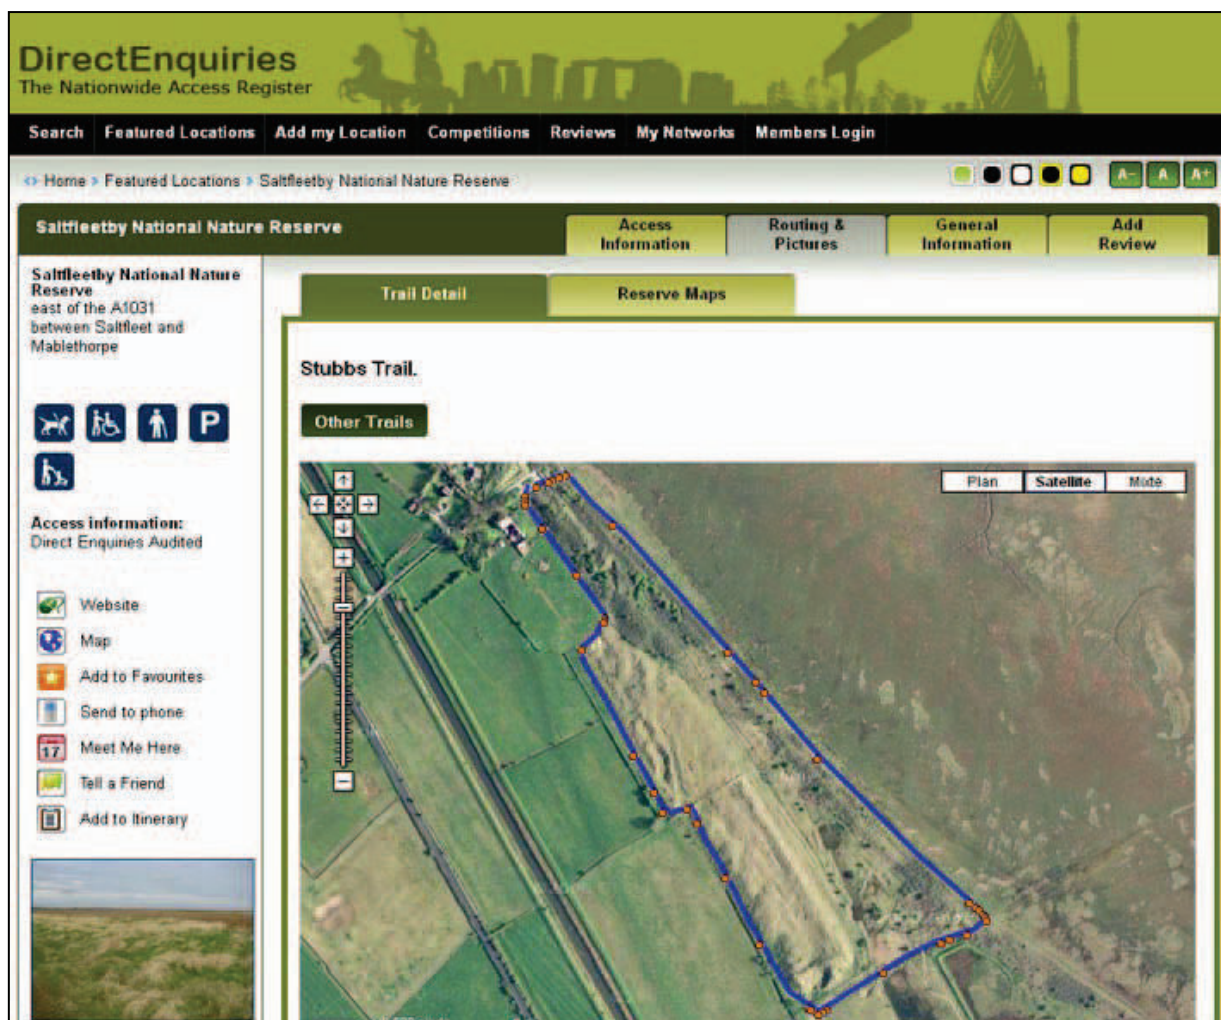 DirectEnquiries
The Nationwide Access Register
Search Featured Locations Add my Location Competitions Reviews My Networks Members Login
Home Featured Locations Saltfleetby National Nature Reserve
A- A A+
Saltfleetby National Nature Reserve
Access Information
Routing & Pictures
General Information
Add Review
Saltfleetby National Nature
Reserve
east of the A1031
between Saltfleet and
Mablethorpe
P
Access information:
Direct Enquiries Audited
Website
Map
Add to Favourites
Send to phone
17
Meet Me Here
Tell a Friend
Add to Itinerary
Trail Detail Reserve Maps
Stubbs Trail.
Other Trails
Plan Satellite